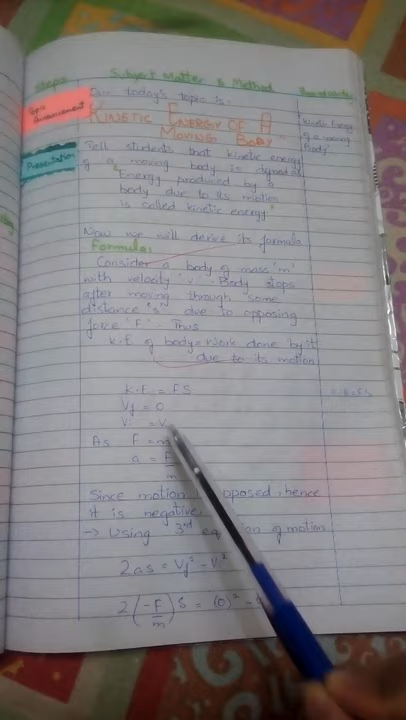 Steps Subject Matter & Method
Topic
Announcement
So, today's topic is:
"KINETIC ENERGY OF A
MOVING BODY"
Kinetic Energy
of a moving
Body
Presentation
Tell students that kinetic energy
of a moving body is defined as
"Energy produced by a
body due to its motion
is called kinetic energy"
Now we will derive its formula
Formula:
Consider a body of mass 'm'
with velocity 'v'. Body stops
after moving through some
distance 's' due to opposing
force 'F'. Thus
K.E of body = Work done by it
due to its motion
K.E = FS
K.E = FS
Vf = 0
Vi = V
As F = m
a = F/m
Since motion opposed, hence
it is negative.
→ Using 3rd equation of motion
2as = Vf² - Vi²
2(-F/m) S = (0)² -